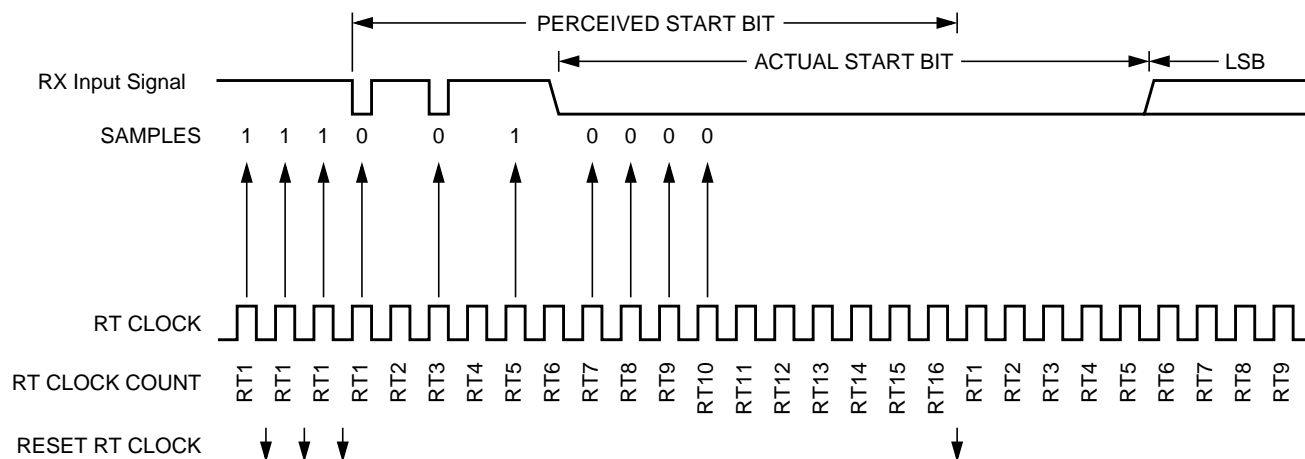 PERCEIVED START BIT
ACTUAL START BIT
LSB
RX Input Signal
SAMPLES 1 1 1 0 0 1 0 0 0 0
RT CLOCK
RT CLOCK COUNT RT1 RT1 RT1 RT1 RT2 RT3 RT4 RT5 RT6 RT7 RT8 RT9 RT10 RT11 RT12 RT13 RT14 RT15 RT16 RT1 RT2 RT3 RT4 RT5 RT6 RT7 RT8 RT9
RESET RT CLOCK